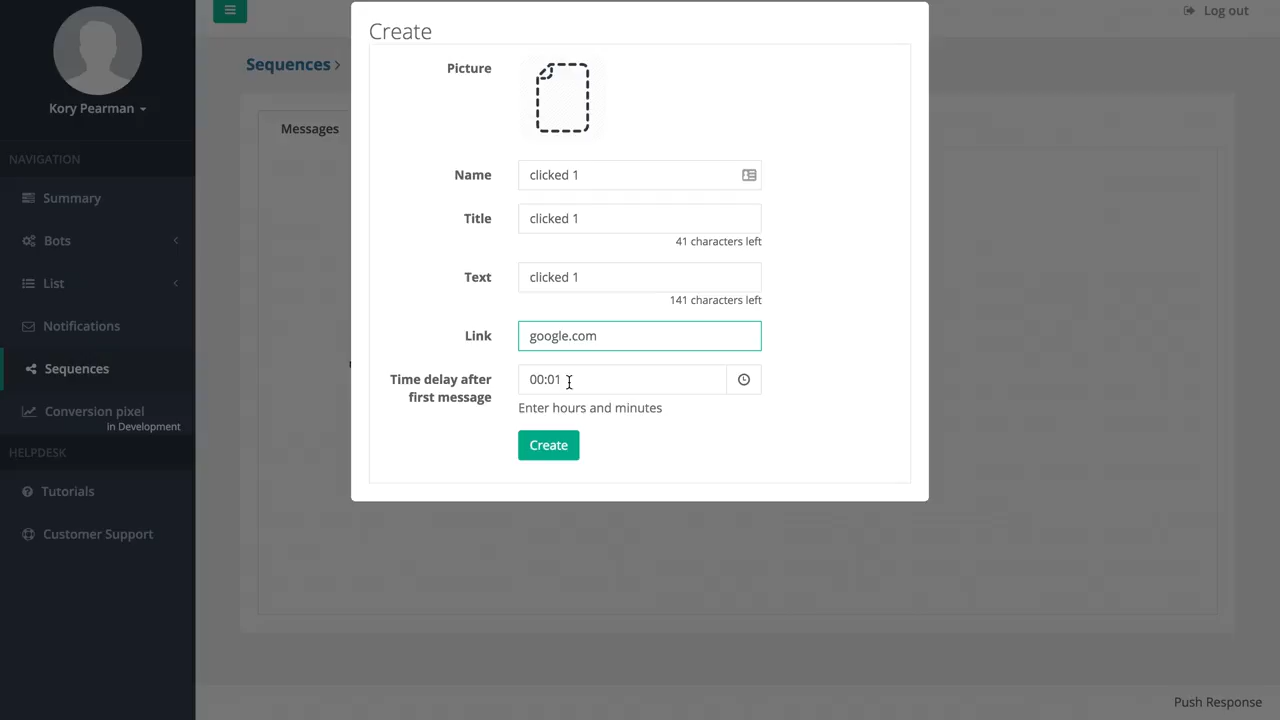 Log out
Kory Pearman
NAVIGATION
Summary
Bots
List
Notifications
Sequences
Conversion pixel
in Development
HELPDESK
Tutorials
Customer Support
Sequences >
Messages
Create
Picture
Name
clicked 1
Title
clicked 1
41 characters left
Text
clicked 1
141 characters left
Link
google.com
Time delay after
first message
00:01
Enter hours and minutes
Create
Push Response